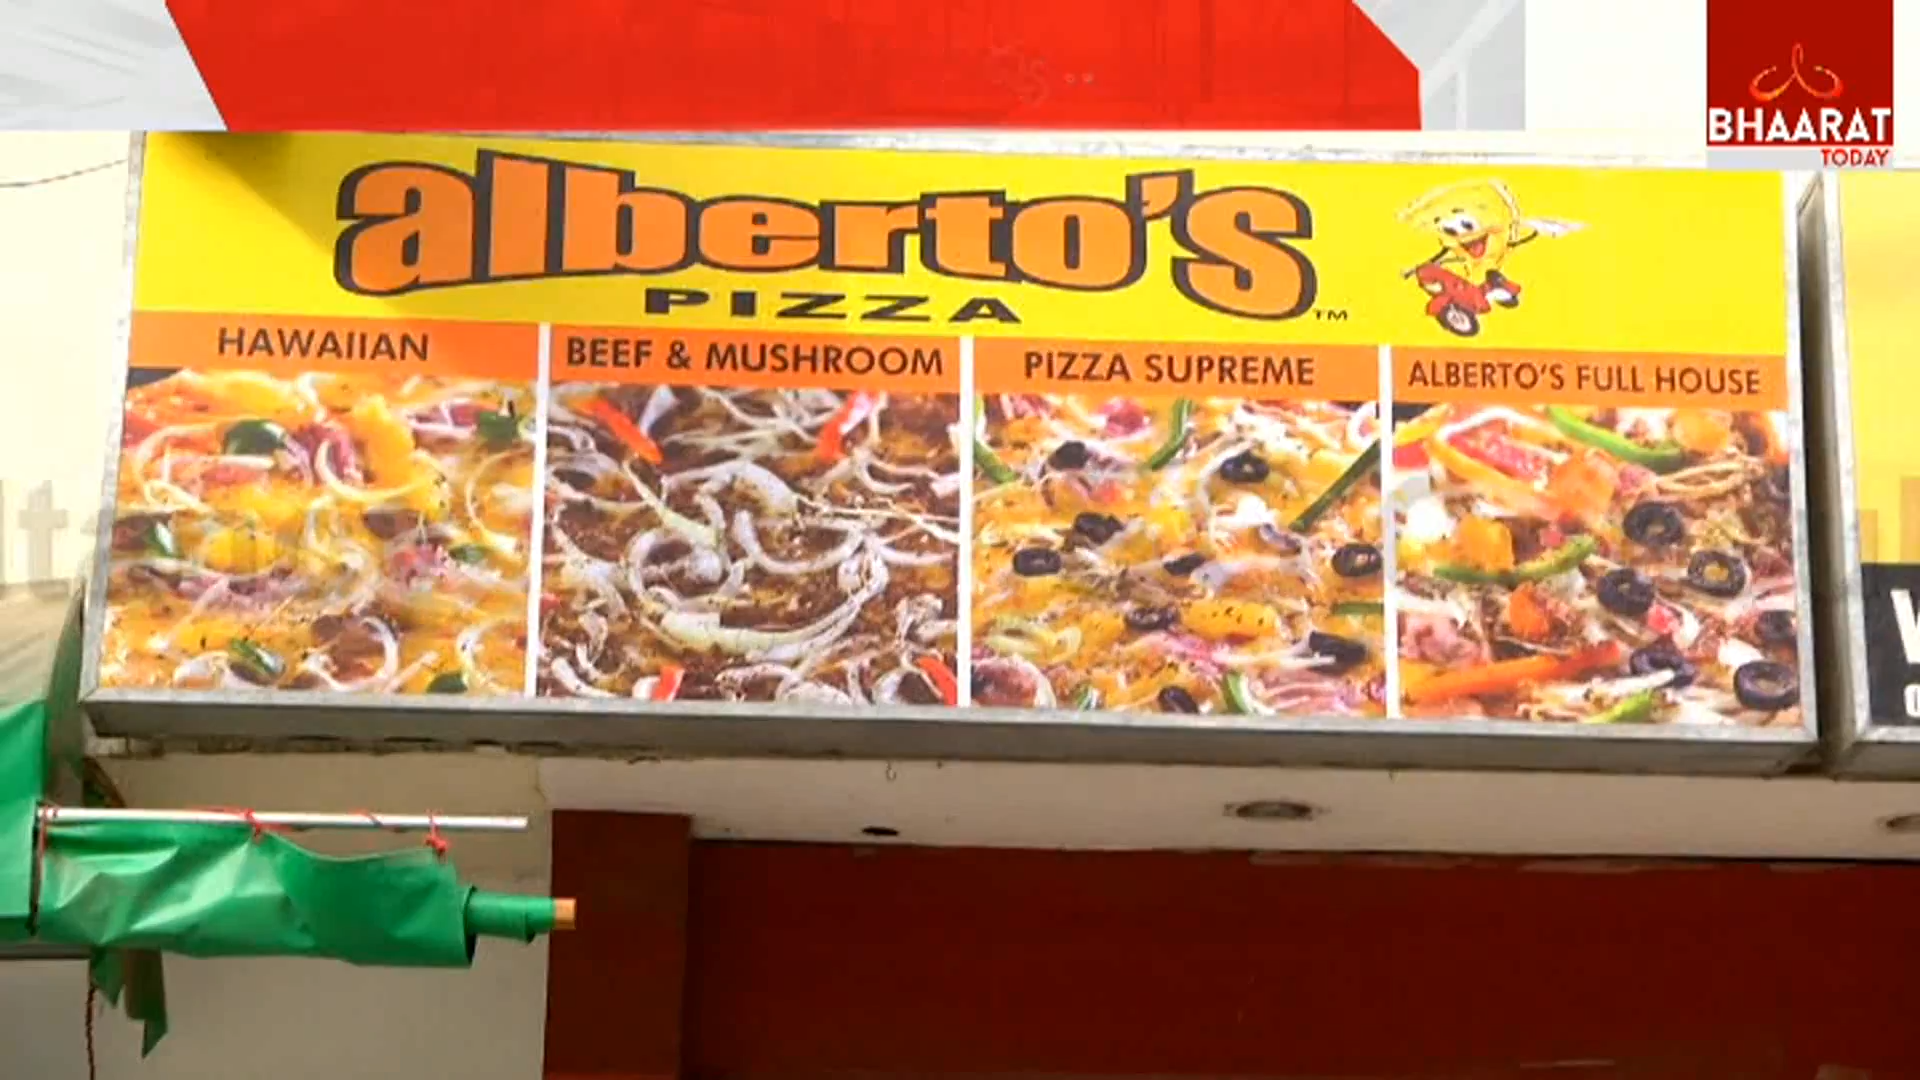 BHAARAT
TODAY
alberto's
PIZZA
TM
HAWAIIAN
BEEF & MUSHROOM
PIZZA SUPREME
ALBERTO'S FULL HOUSE